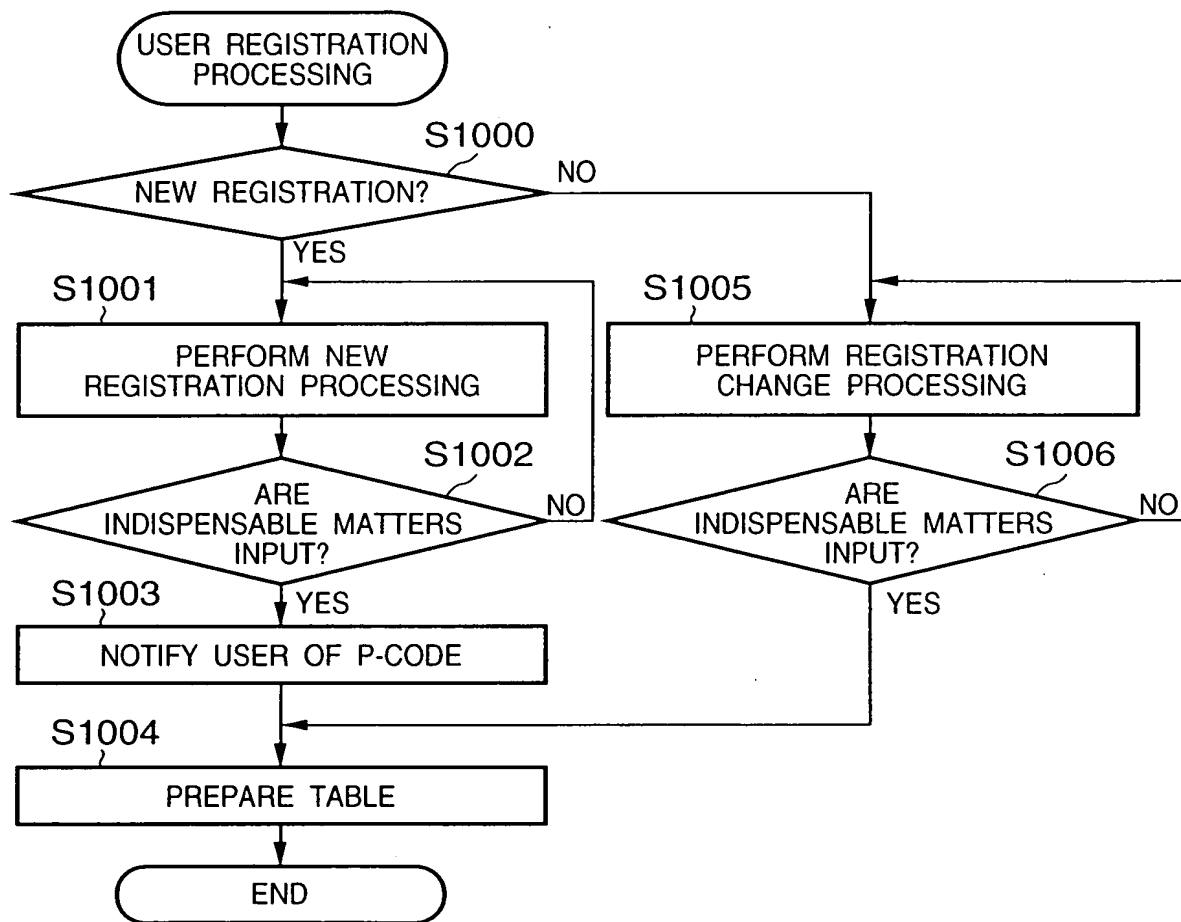 USER REGISTRATION
PROCESSING
S1000
NEW REGISTRATION?
NO
YES
S1001
PERFORM NEW
REGISTRATION PROCESSING
S1002
ARE
INDISPENSABLE MATTERS
INPUT?
NO
YES
S1003
NOTIFY USER OF P-CODE
S1004
PREPARE TABLE
END
S1005
PERFORM REGISTRATION
CHANGE PROCESSING
S1006
ARE
INDISPENSABLE MATTERS
INPUT?
NO
YES